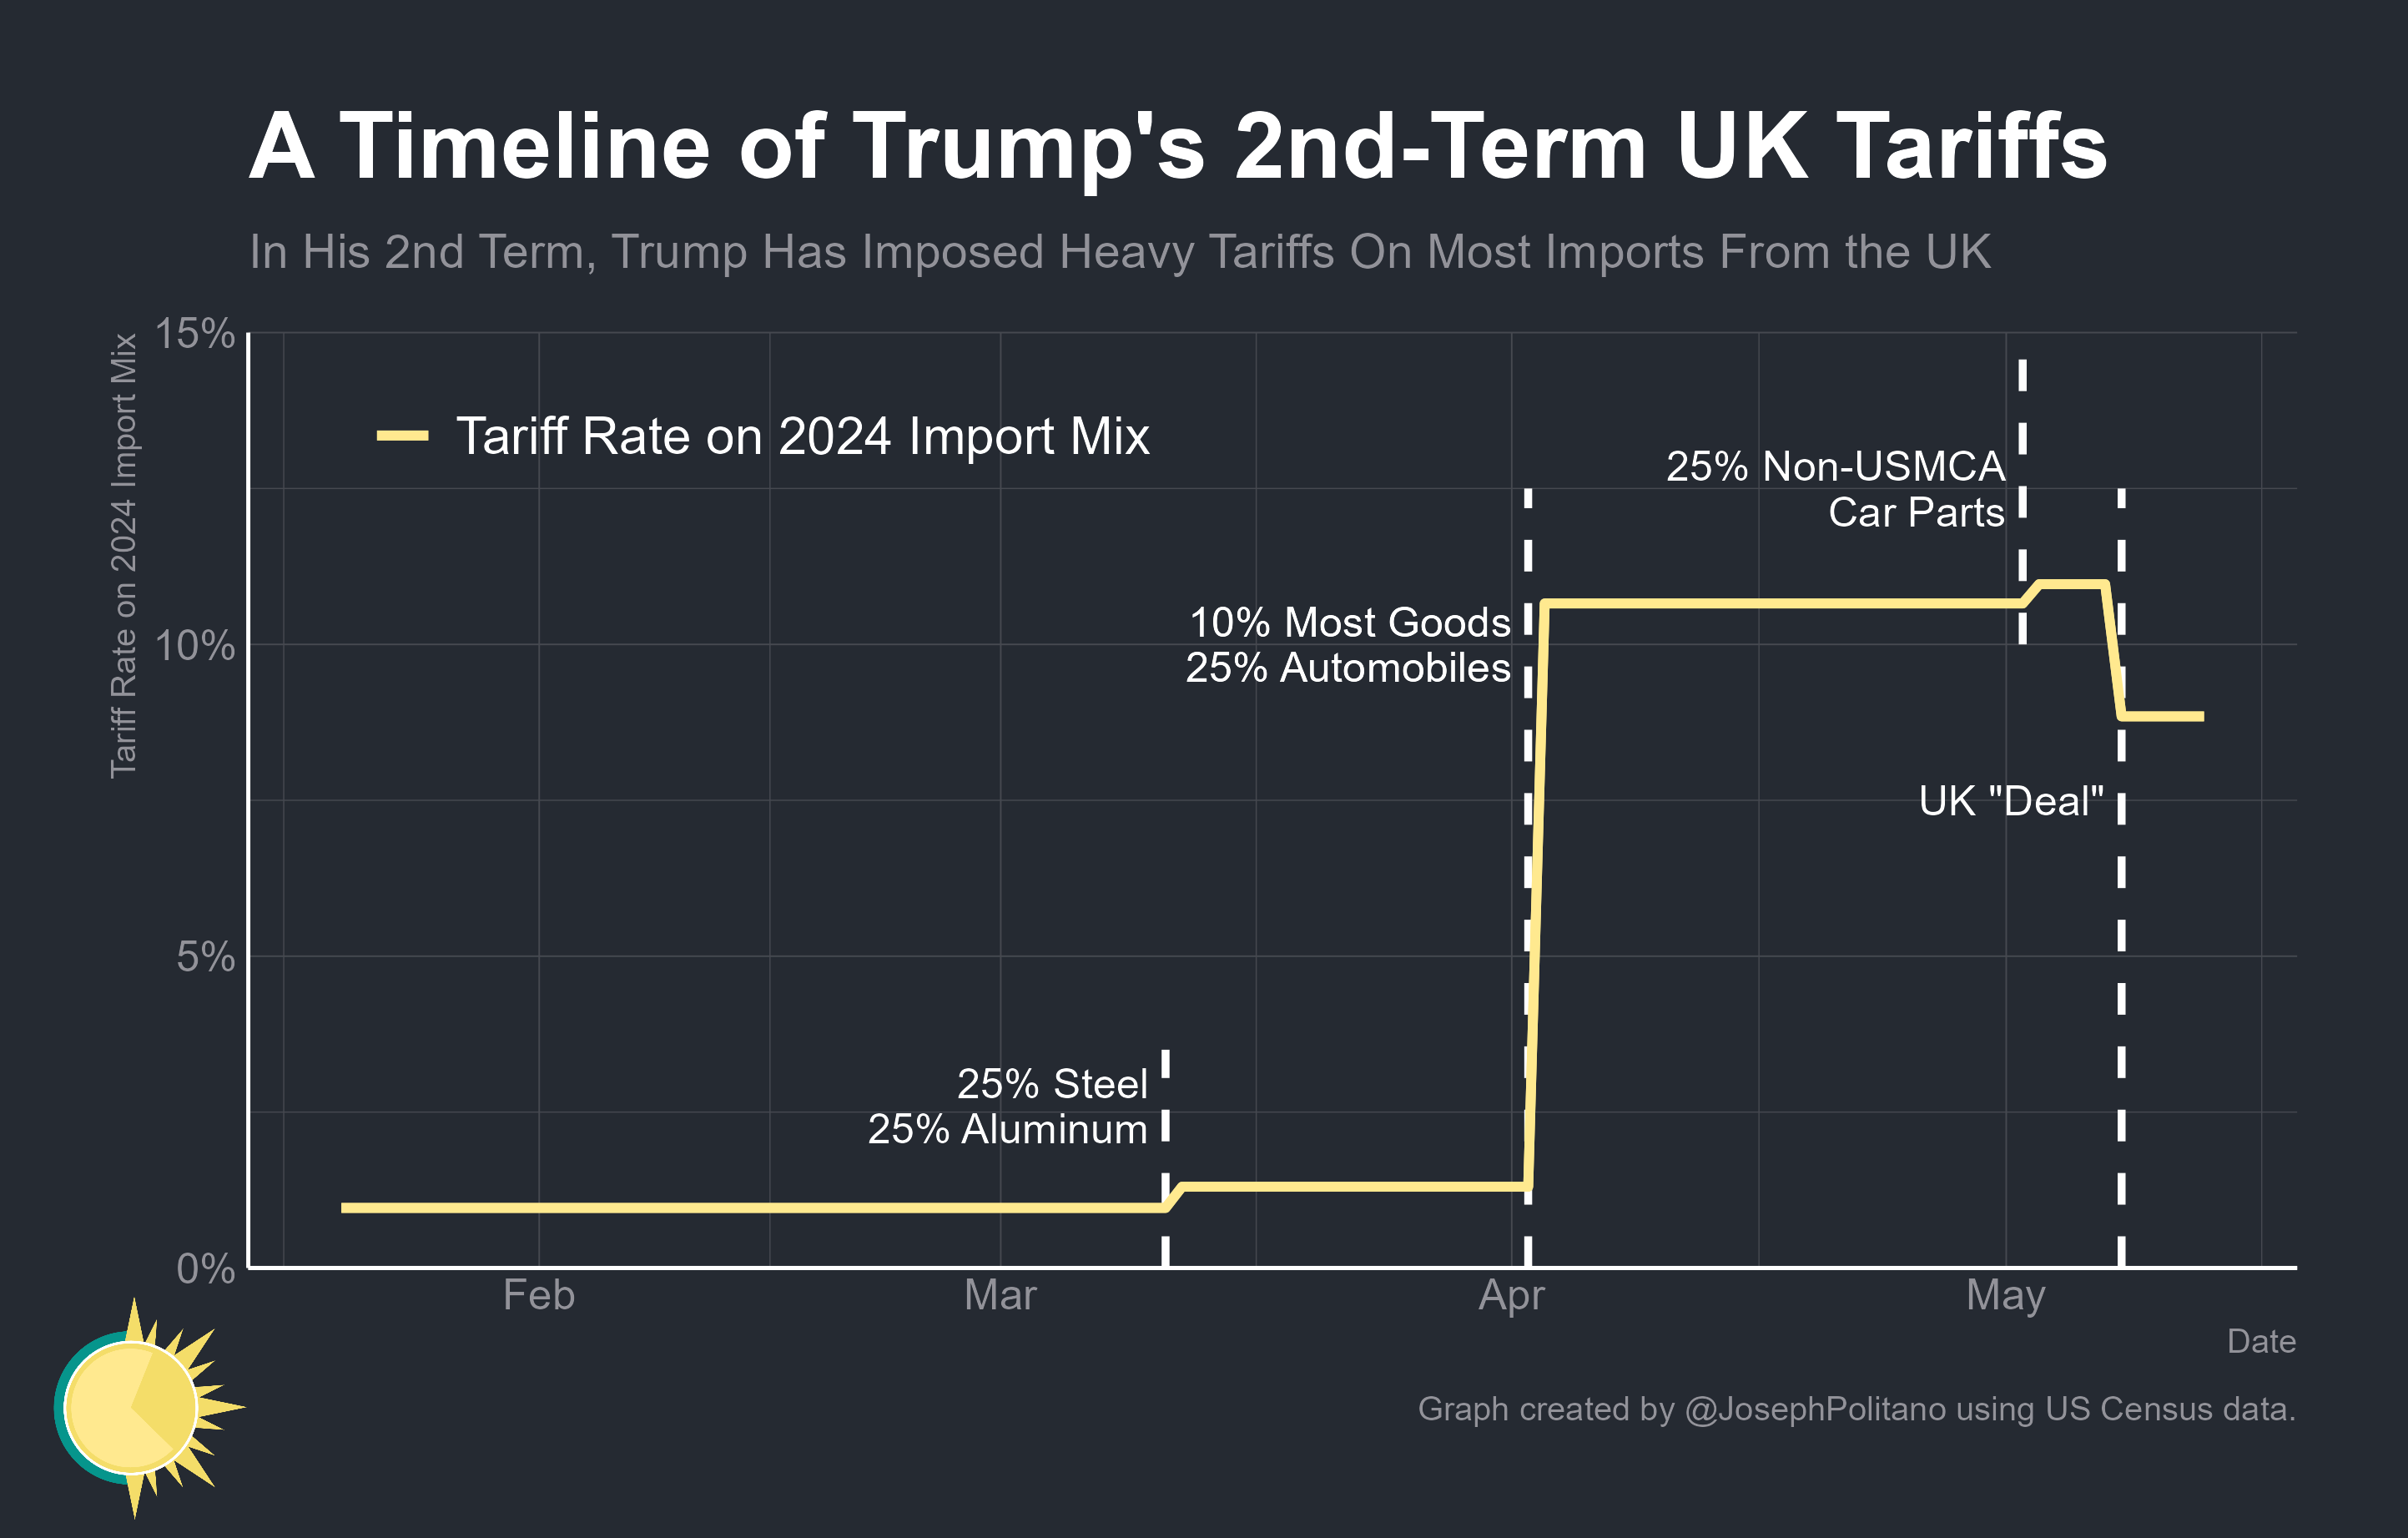 A Timeline of Trump's 2nd-Term UK Tariffs
In His 2nd Term, Trump Has Imposed Heavy Tariffs On Most Imports From the UK
Tariff Rate on 2024 Import Mix
15%
10%
5%
0%
Tariff Rate on 2024 Import Mix
25% Non-USMCA
Car Parts
10% Most Goods
25% Automobiles
UK "Deal"
25% Steel
25% Aluminum
Feb
Mar
Apr
May
Date
Graph created by @JosephPolitano using US Census data.